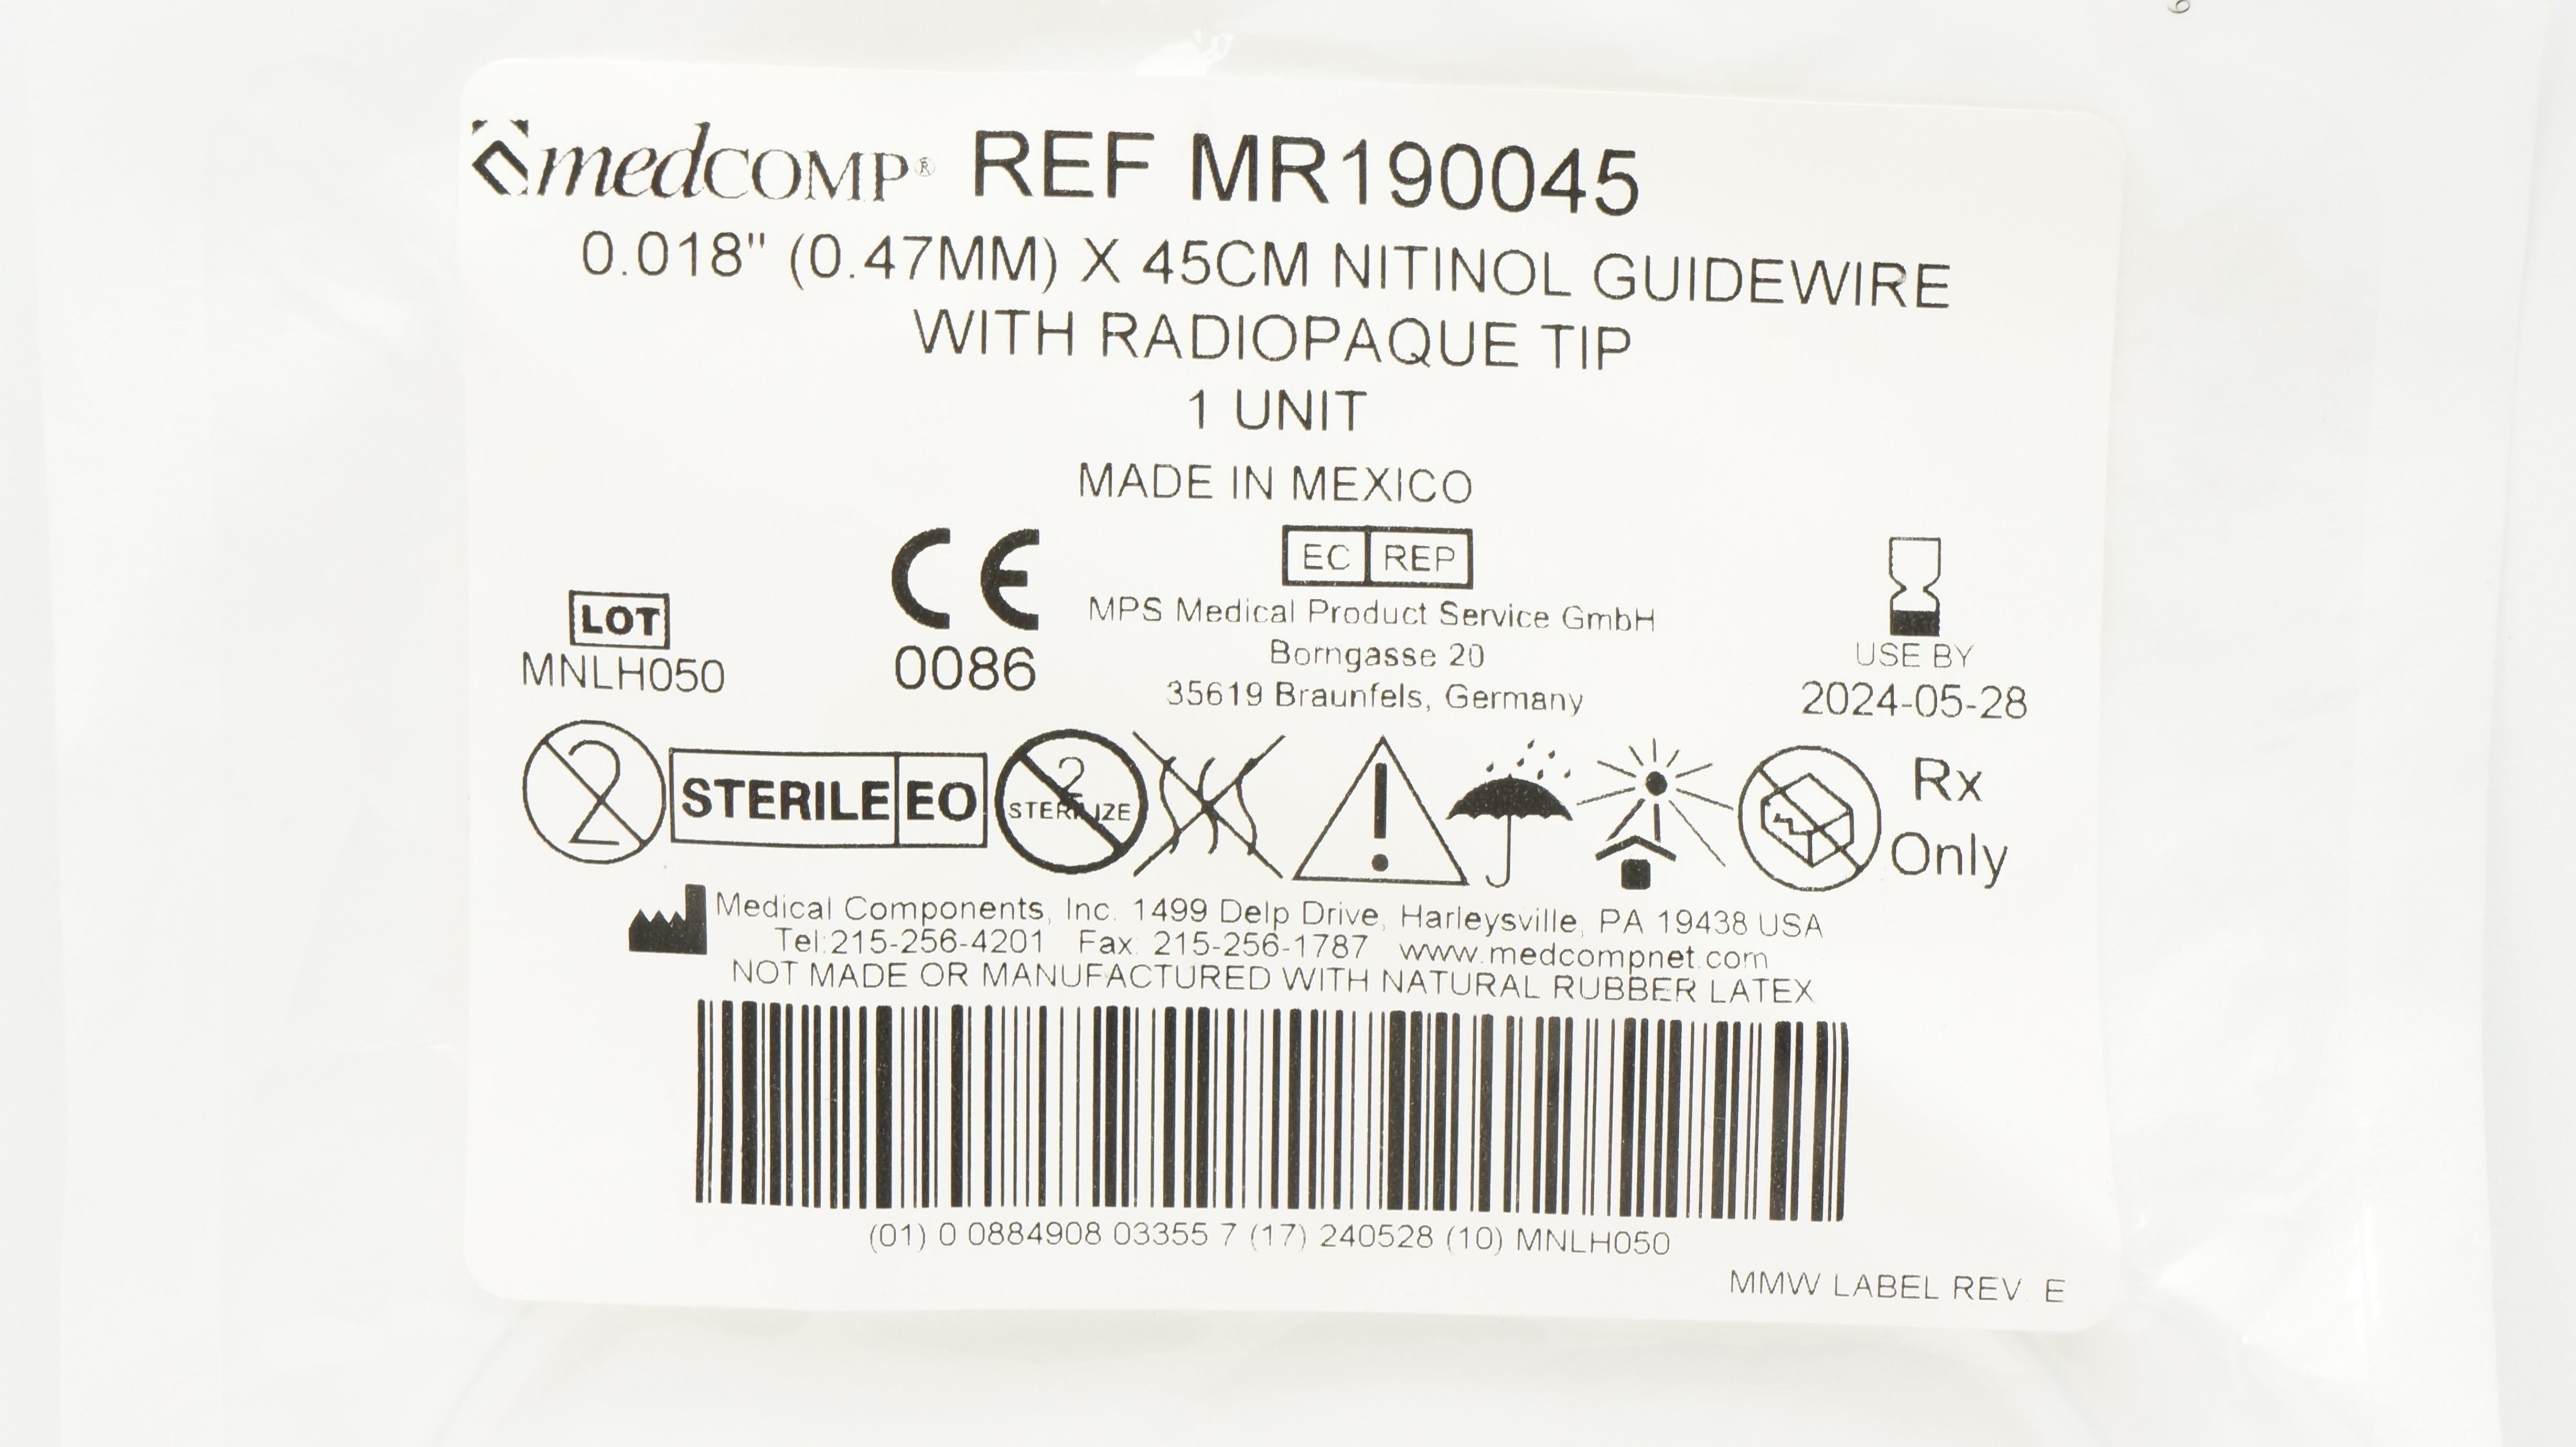 medCOMP® REF MR190045
0.018" (0.47MM) X 45CM NITINOL GUIDEWIRE
WITH RADIOPAQUE TIP
1 UNIT
MADE IN MEXICO
EC REP
MPS Medical Product Service GmbH
Borngasse 20
35619 Braunfels, Germany
LOT
MNLH050
CE
0086
USE BY
2024-05-28
2
STERILE EO
2
STERILIZE
Rx
Only
Medical Components, Inc. 1499 Delp Drive, Harleysville, PA 19438 USA
Tel:215-256-4201 Fax: 215-256-1787 www.medcompnet.com
NOT MADE OR MANUFACTURED WITH NATURAL RUBBER LATEX
(01) 0 0884908 03355 7 (17) 240528 (10) MNLH050
MMW LABEL REV. E